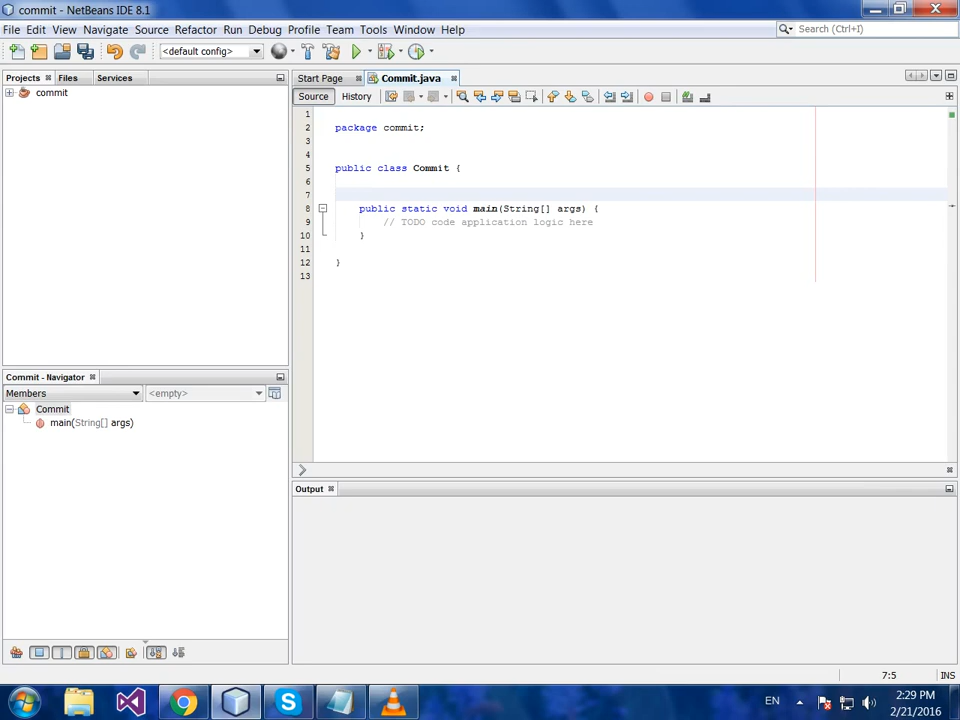 commit - NetBeans IDE 8.1
File Edit View Navigate Source Refactor Run Debug Profile Team Tools Window Help
Search (Ctrl+I)
<default config>
Projects Files Services
Start Page Commit.java
commit
Source History
1
2 package commit;
3
4
5 public class Commit {
6
7
8 public static void main(String[] args) {
9 // TODO code application logic here
10 }
11
12 }
13
Commit - Navigator
Members <empty>
Commit
main(String[] args)
Output
7:5 INS
EN
2:29 PM
2/21/2016